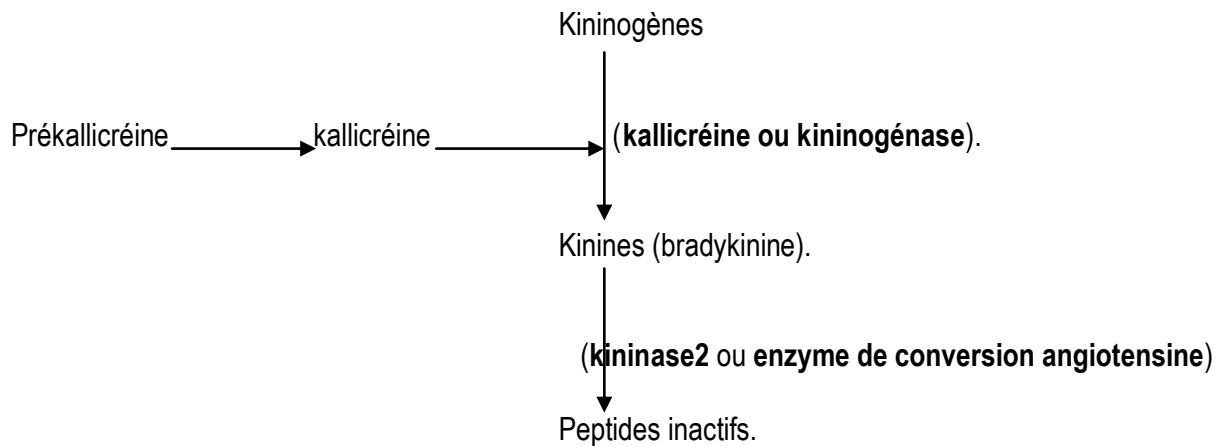 Kininogènes
Prékallicréine kallicréine (kallicréine ou kininogénase).
Kinines (bradykinine).
(kininase2 ou enzyme de conversion angiotensine)
Peptides inactifs.